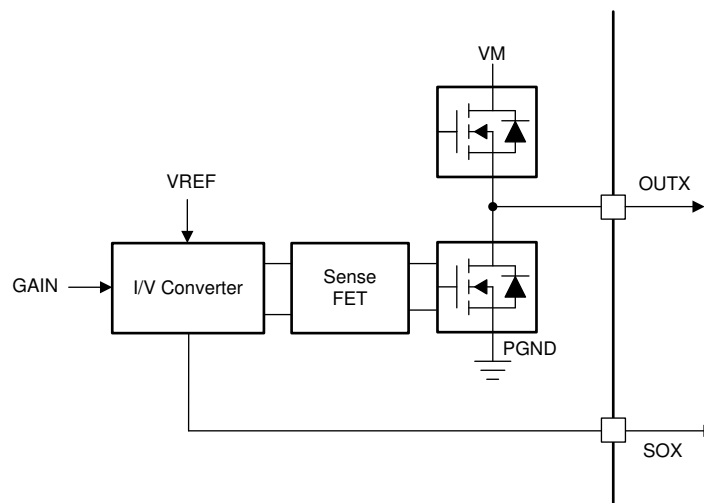 VM
VREF
OUTX
GAIN
I/V Converter
Sense
FET
PGND
SOX